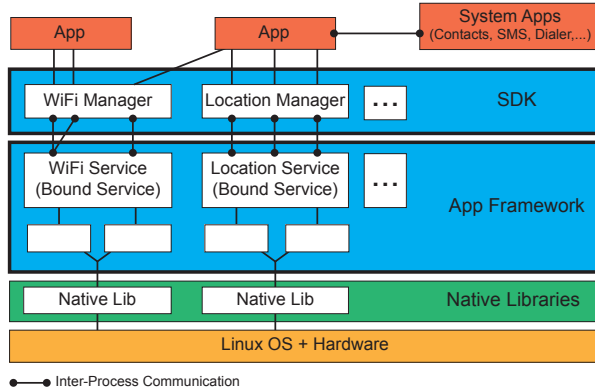 App
App
System Apps
(Contacts, SMS, Dialer,...)
WiFi Manager
Location Manager
...
SDK
WiFi Service
(Bound Service)
Location Service
(Bound Service)
...
App Framework
Native Lib
Native Lib
Native Libraries
Linux OS + Hardware
Inter-Process Communication